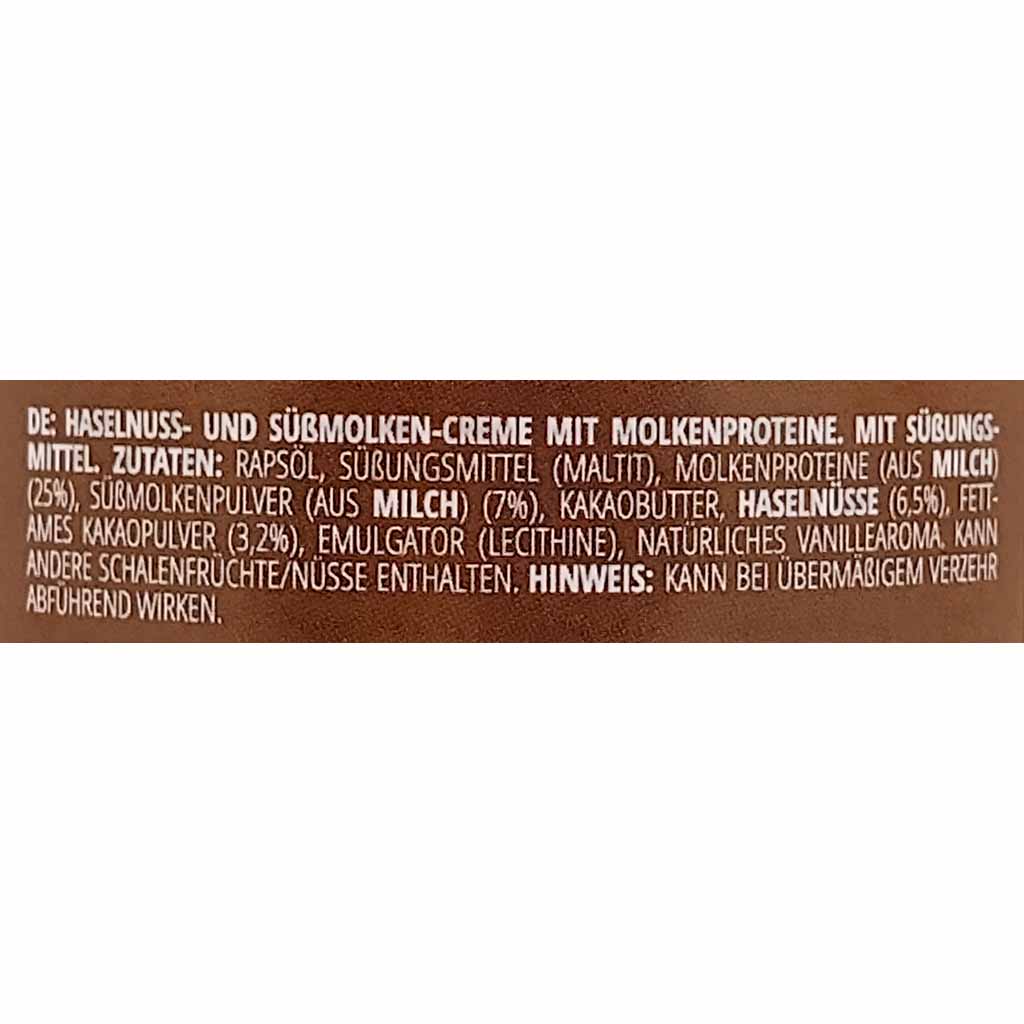 DE: HASELNUSS- UND SÜẞMOLKEN-CREME MIT MOLKENPROTEINE. MIT SÜẞUNGS-
MITTEL. ZUTATEN: RAPSÖL, SÜẞUNGSMITTEL (MALTIT), MOLKENPROTEINE (AUS MILCH)
(25%), SÜẞMOLKENPULVER (AUS MILCH) (7%), KAKAOBUTTER, HASELNÜSSE (6,5%), FETT-
AMES KAKAOPULVER (3,2%), EMULGATOR (LECITHINE), NATÜRLICHES VANILLEAROMA. KANN
ANDERE SCHALENFRÜCHTE/NÜSSE ENTHALTEN. HINWEIS: KANN BEI ÜBERMÄẞIGEM VERZEHR
ABFÜHREND WIRKEN.